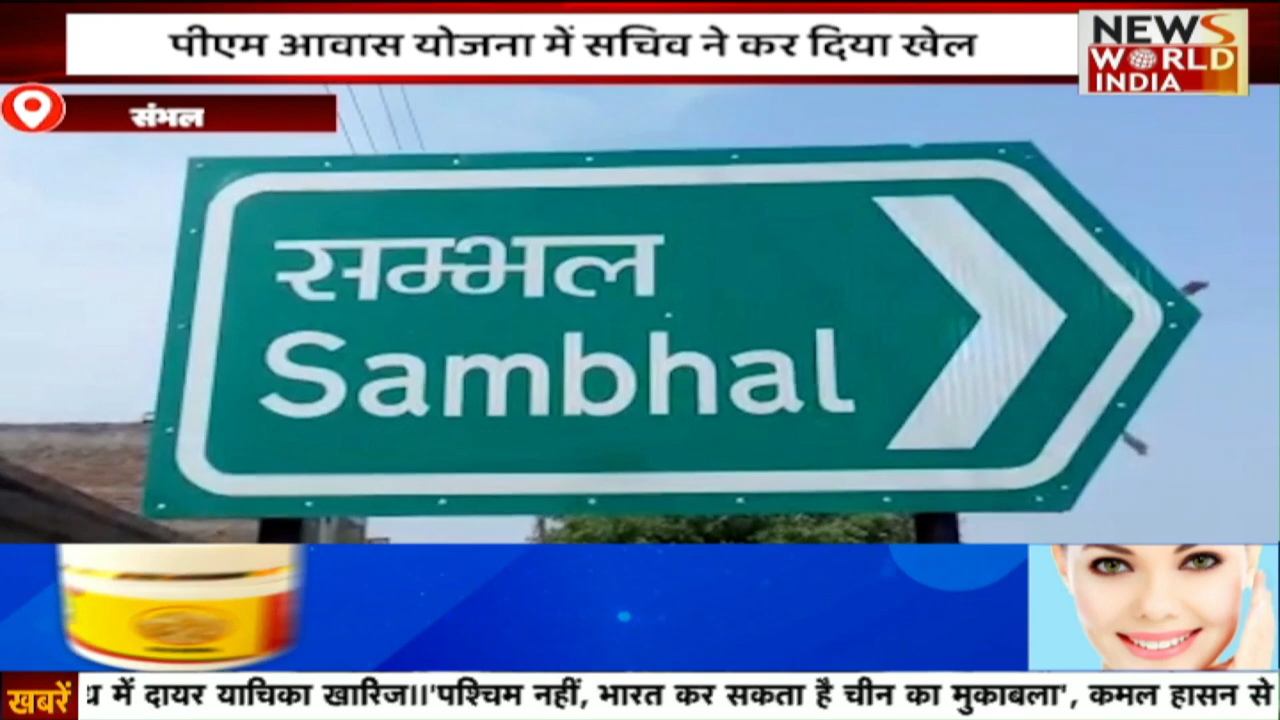 पीएम आवास योजना में सचिव ने कर दिया खेल
NEWS
WORLD
INDIA
संभल
सम्भल
Sambhal
खबरें
में दायर याचिका खारिज॥'पश्चिम नहीं, भारत कर सकता है चीन का मुकाबला', कमल हासन से